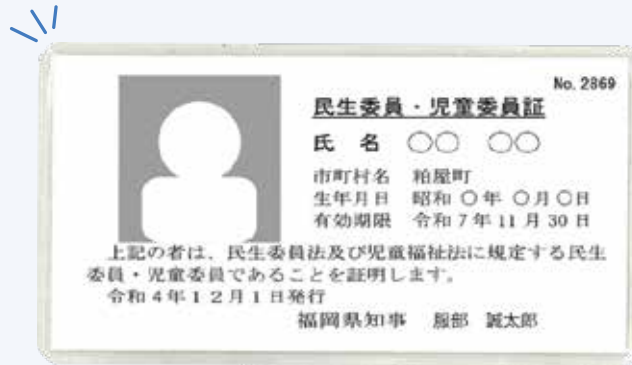 No. 2869
民生委員・児童委員証
氏 名 〇〇 〇〇
市町村名 粕屋町
生年月日 昭和 〇年 〇月〇日
有効期限 令和7年11月30日
上記の者は、民生委員法及び児童福祉法に規定する民生
委員・児童委員であることを証明します。
令和4年12月1日発行
福岡県知事 服部 誠太郎